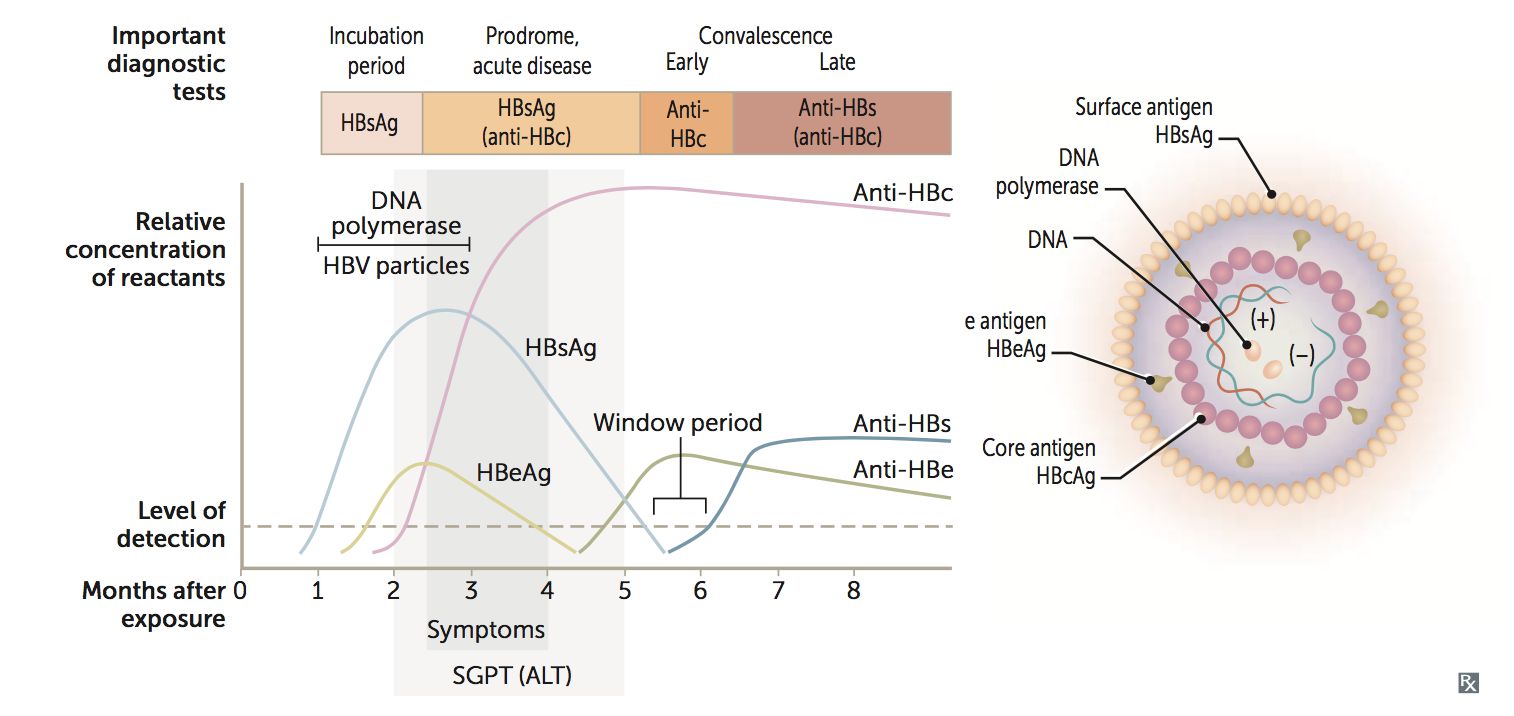 Important
diagnostic
tests
Incubation
period
Prodrome,
acute disease
Convalescence
Early
Late
HBsAg
HBsAg
(anti-HBc)
Anti-
HBc
Anti-HBs
(anti-HBc)
Relative
concentration
of reactants
DNA
polymerase
HBV particles
Anti-HBc
HBsAg
Window period
Anti-HBs
HBeAg
Anti-HBe
Level of
detection
Months after
exposure
0 1 2 3 4 5 6 7 8
Symptoms
SGPT (ALT)
Surface antigen
HBsAg
DNA
polymerase
DNA
(+)
e antigen
HBeAg
(–)
Core antigen
HBcAg
Rx